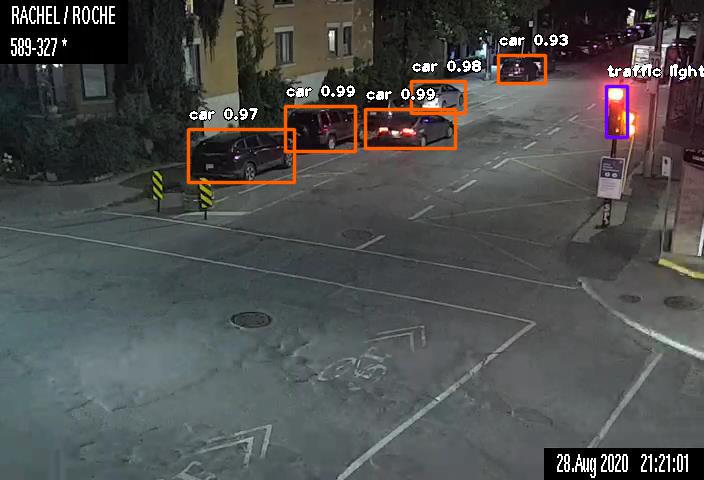 RACHEL / ROCHE
589-327 *
car 0.93
car 0.98
traffic light
car 0.99
car 0.99
car 0.97
28.Aug 2020 21:21:01